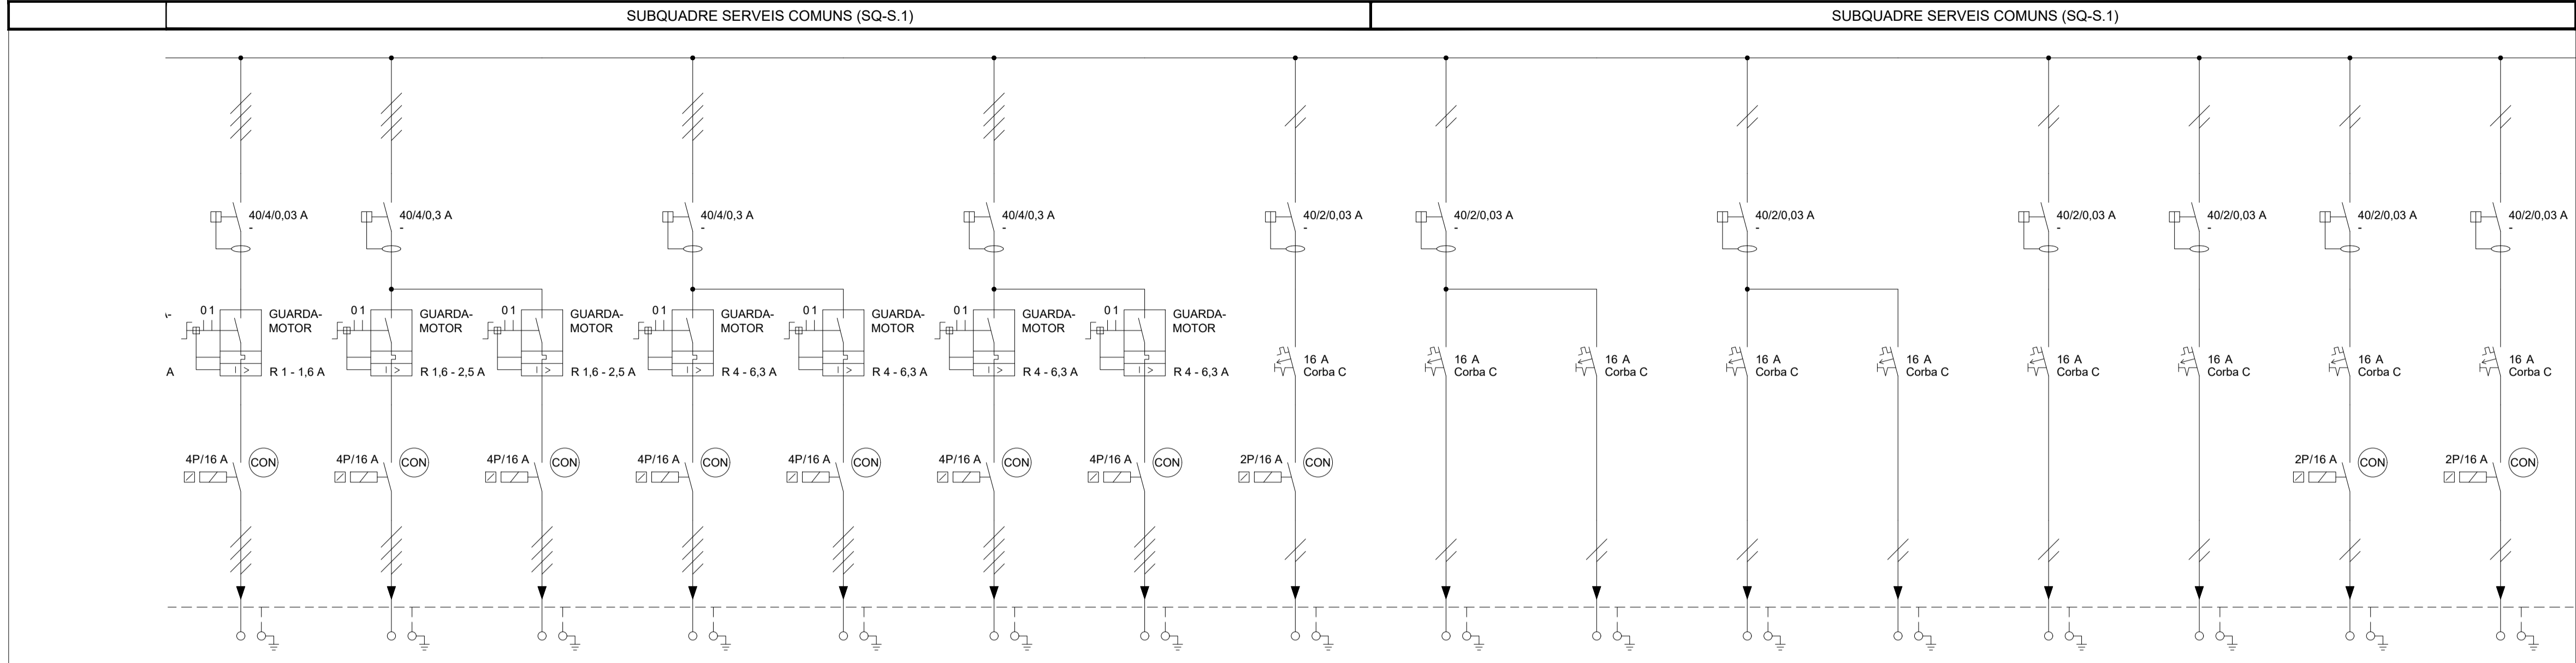 SUBQUADRE SERVEIS COMUNS (SQ-S.1) SUBQUADRE SERVEIS COMUNS (SQ-S.1)
40/4/0,03 A 40/4/0,3 A 40/4/0,3 A 40/4/0,3 A 40/2/0,03 A 40/2/0,03 A 40/2/0,03 A 40/2/0,03 A 40/2/0,03 A 40/2/0,03 A 40/2/0,03 A
- - - - - - - - - - -
0 1 GUARDA- 0 1 GUARDA- 0 1 GUARDA- 0 1 GUARDA- 0 1 GUARDA- 0 1 GUARDA- 0 1 GUARDA-
MOTOR MOTOR MOTOR MOTOR MOTOR MOTOR MOTOR
16 A 16 A 16 A 16 A 16 A 16 A 16 A 16 A 16 A
A I > R 1 - 1,6 A I > R 1,6 - 2,5 A I > R 1,6 - 2,5 A I > R 4 - 6,3 A I > R 4 - 6,3 A I > R 4 - 6,3 A I > R 4 - 6,3 A Corba C Corba C Corba C Corba C Corba C Corba C Corba C Corba C Corba C
4P/16 A CON 4P/16 A CON 4P/16 A CON 4P/16 A CON 4P/16 A CON 4P/16 A CON 4P/16 A CON 2P/16 A CON 2P/16 A CON 2P/16 A CON